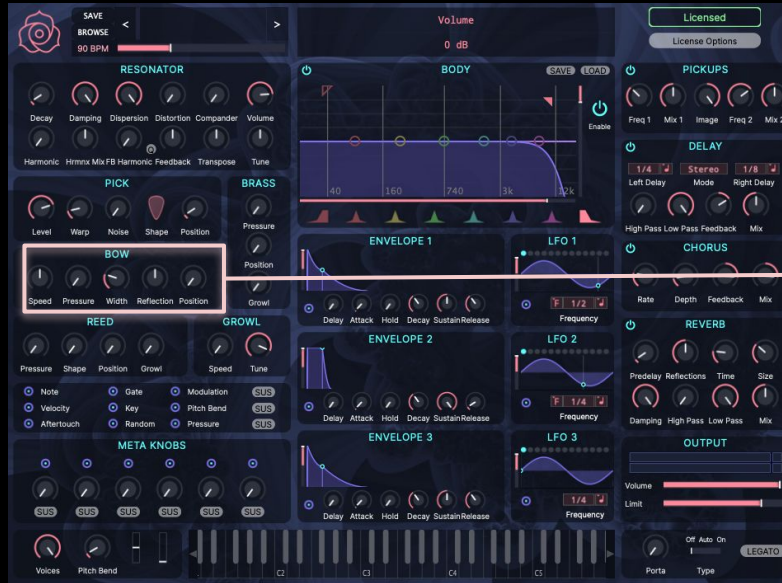 SAVE
BROWSE
90 BPM
<
>
Volume
0 dB
Licensed
License Options
RESONATOR
Decay Damping Dispersion Distortion Compander Volume
Harmonic Hrmnx Mix FB Harmonic Feedback Transpose Tune
BODY
SAVE LOAD
Enable
40 160 740 3k 12k
PICKUPS
Freq 1 Mix 1 Image Freq 2 Mix 2
DELAY
1/4 Stereo 1/8
Left Delay Mode Right Delay
High Pass Low Pass Feedback Mix
PICK
Level Warp Noise Shape Position
BRASS
Pressure
Position
Growl
BOW
Speed Pressure Width Reflection Position
ENVELOPE 1
Delay Attack Hold Decay Sustain Release
LFO 1
F 1/2
Frequency
CHORUS
Rate Depth Feedback Mix
REED
Pressure Shape Position Growl
GROWL
Speed Tune
ENVELOPE 2
Delay Attack Hold Decay Sustain Release
LFO 2
F 1/4
Frequency
REVERB
Predelay Reflections Time Size
Damping High Pass Low Pass Mix
Note Gate Modulation SUS
Velocity Key Pitch Bend SUS
Aftertouch Random Pressure SUS
META KNOBS
SUS SUS SUS SUS SUS SUS
ENVELOPE 3
Delay Attack Hold Decay Sustain Release
LFO 3
1/4
Frequency
OUTPUT
Volume
Limit
Voices Pitch Bend
C2 C3 C4 C5
Off Auto On
LEGATO
Porta Type